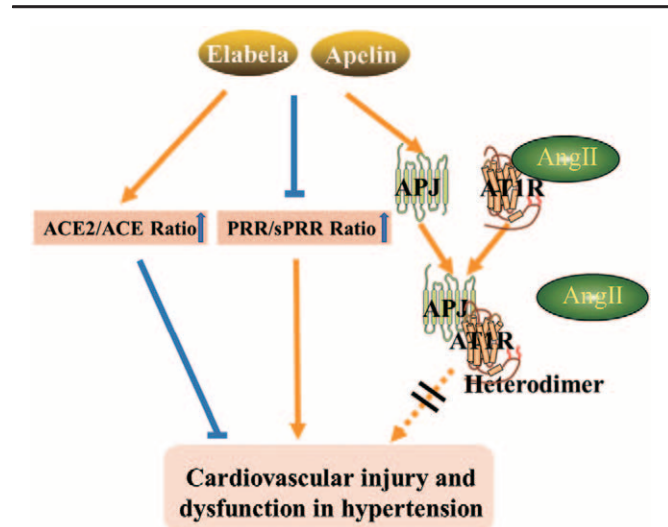 Elabela
Apelin
APJ
AT1R
AngII
ACE2/ACE Ratio
PRR/sPRR Ratio
APJ
AT1R
AngII
Heterodimer
Cardiovascular injury and
dysfunction in hypertension